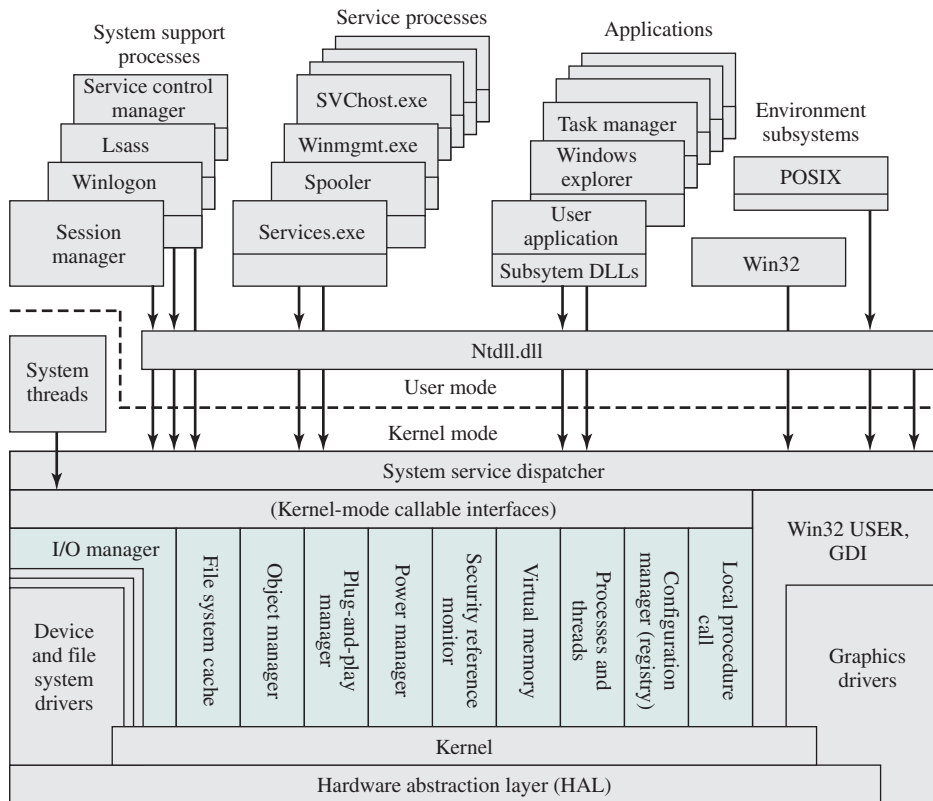 System support
processes
Service control
manager
Lsass
Winlogon
Session
manager
Service processes
SVChost.exe
Winmgmt.exe
Spooler
Services.exe
Applications
Task manager
Windows
explorer
User
application
Subsytem DLLs
Environment
subsystems
POSIX
Win32
System
threads
Ntdll.dll
User mode
Kernel mode
System service dispatcher
(Kernel-mode callable interfaces)
Win32 USER,
GDI
I/O manager
Device
and file
system
drivers
File system cache
Object manager
Plug-and-play
manager
Power manager
Security reference
monitor
Virtual memory
Processes and
threads
Configuration
manager (registry)
Local procedure
call
Graphics
drivers
Kernel
Hardware abstraction layer (HAL)